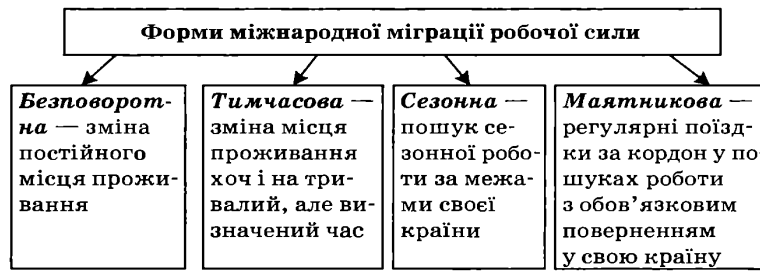 Форми міжнародної міграції робочої сили
Безповорот-
на — зміна
постійного
місця прожи-
вання
Тимчасова —
зміна місця
проживання
хоч і на три-
валий, але ви-
значений час
Сезонна —
пошук се-
зонної робо-
ти за межа-
ми своєї
країни
Маятникова —
регулярні поїзд-
ки за кордон у по-
шуках роботи
з обов’язковим
поверненням
у свою країну